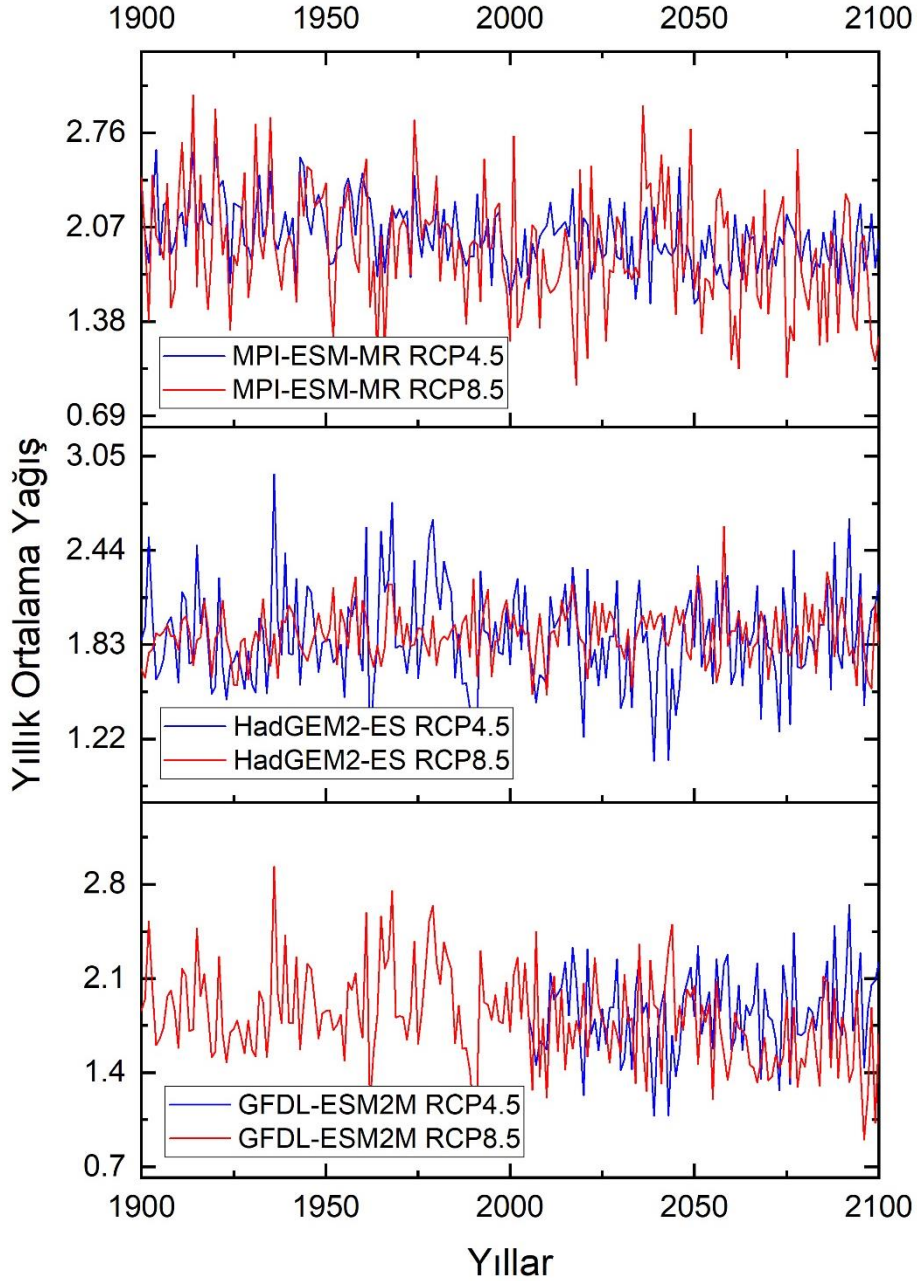 1900 1950 2000 2050 2100
2.76
2.07
1.38
0.69
MPI-ESM-MR RCP4.5
MPI-ESM-MR RCP8.5
Yıllık Ortalama Yağış
3.05
2.44
1.83
1.22
HadGEM2-ES RCP4.5
HadGEM2-ES RCP8.5
2.8
2.1
1.4
0.7
GFDL-ESM2M RCP4.5
GFDL-ESM2M RCP8.5
1900 1950 2000 2050 2100
Yıllar